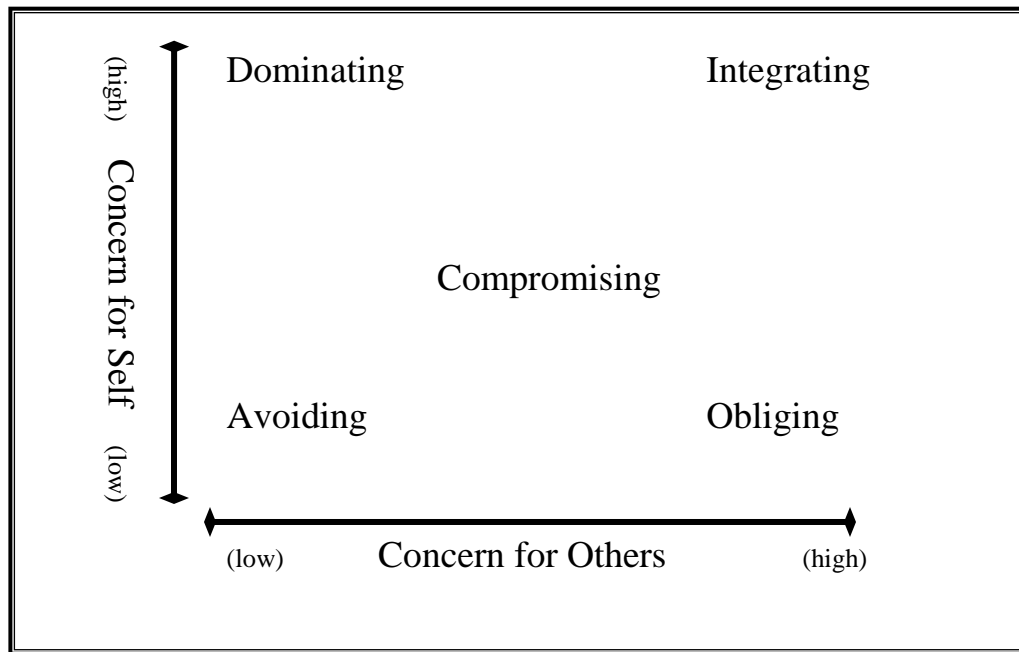 (high)
Concern for Self
(low)
Dominating
Integrating
Compromising
Avoiding
Obliging
(low)
Concern for Others
(high)